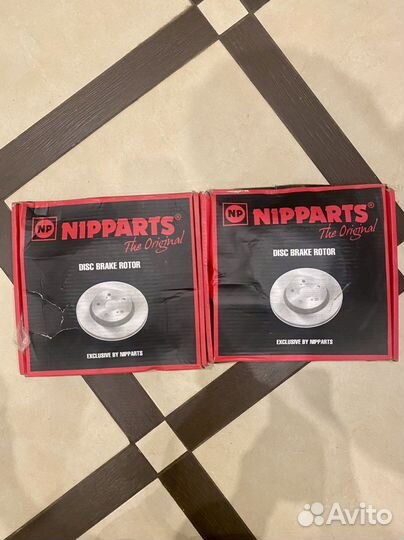 NP NIPPARTS®
The Original
DISC BRAKE ROTOR
EXCLUSIVE BY NIPPARTS
NP NIPPARTS®
The Original
DISC BRAKE ROTOR
EXCLUSIVE BY NIPPARTS
Avito